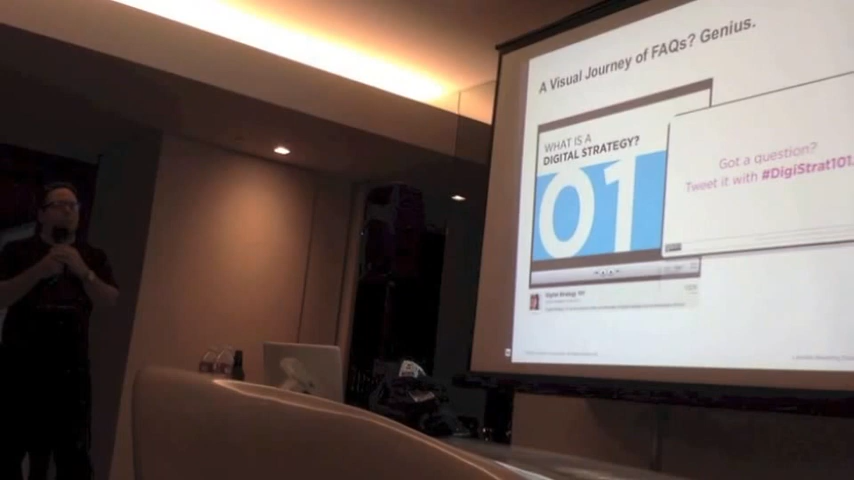 A Visual Journey of FAQs? Genius.
WHAT IS A
DIGITAL STRATEGY?
01
Got a question?
Tweet it with #DigiStrat101.
Digital Strategy 101